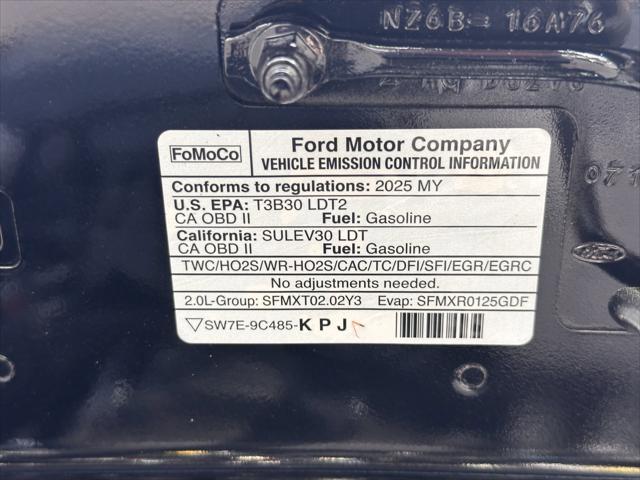 NZ6B 16A76
FoMoCo
Ford Motor Company
VEHICLE EMISSION CONTROL INFORMATION
Conforms to regulations: 2025 MY
U.S. EPA: T3B30 LDT2
CA OBD II Fuel: Gasoline
California: SULEV30 LDT
CA OBD II Fuel: Gasoline
TWC/HO2S/WR-HO2S/CAC/TC/DFI/SFI/EGR/EGRC
No adjustments needed.
2.0L-Group: SFMXT02.02Y3 Evap: SFMXR0125GDF
SW7E-9C485-K P J
071
Ford